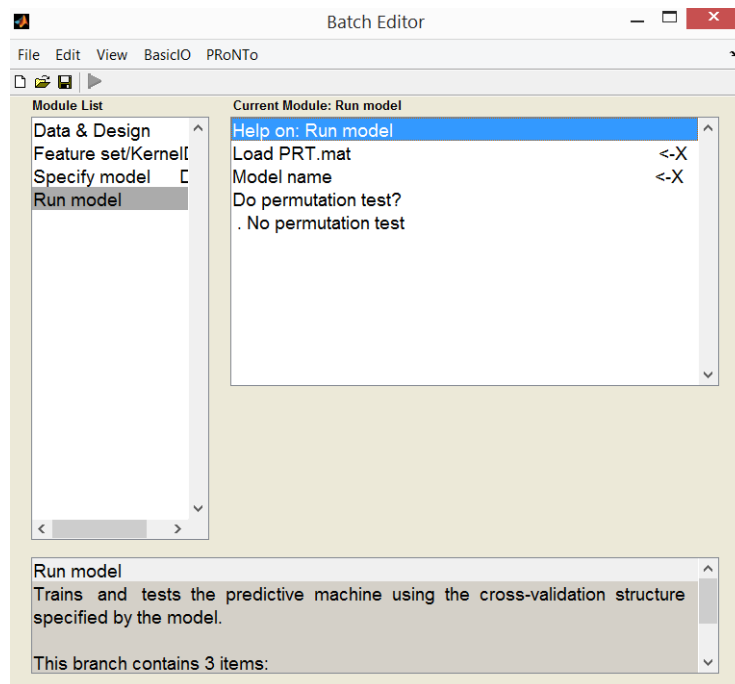 Batch Editor
File Edit View BasicIO PRoNTo
Module List
Data & Design
Feature set/Kernel
Specify model
Run model
Current Module: Run model
Help on: Run model
Load PRT.mat <-X
Model name <-X
Do permutation test?
. No permutation test
Run model
Trains and tests the predictive machine using the cross-validation structure
specified by the model.
This branch contains 3 items: